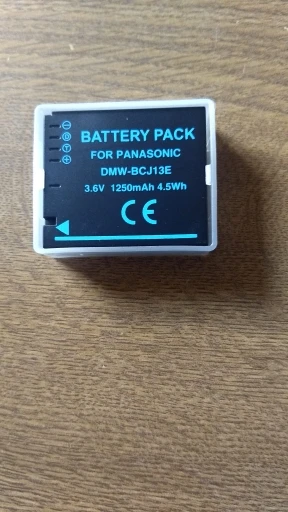 BATTERY PACK
FOR PANASONIC
DMW-BCJ13E
3.6V 1250mAh 4.5Wh
CE